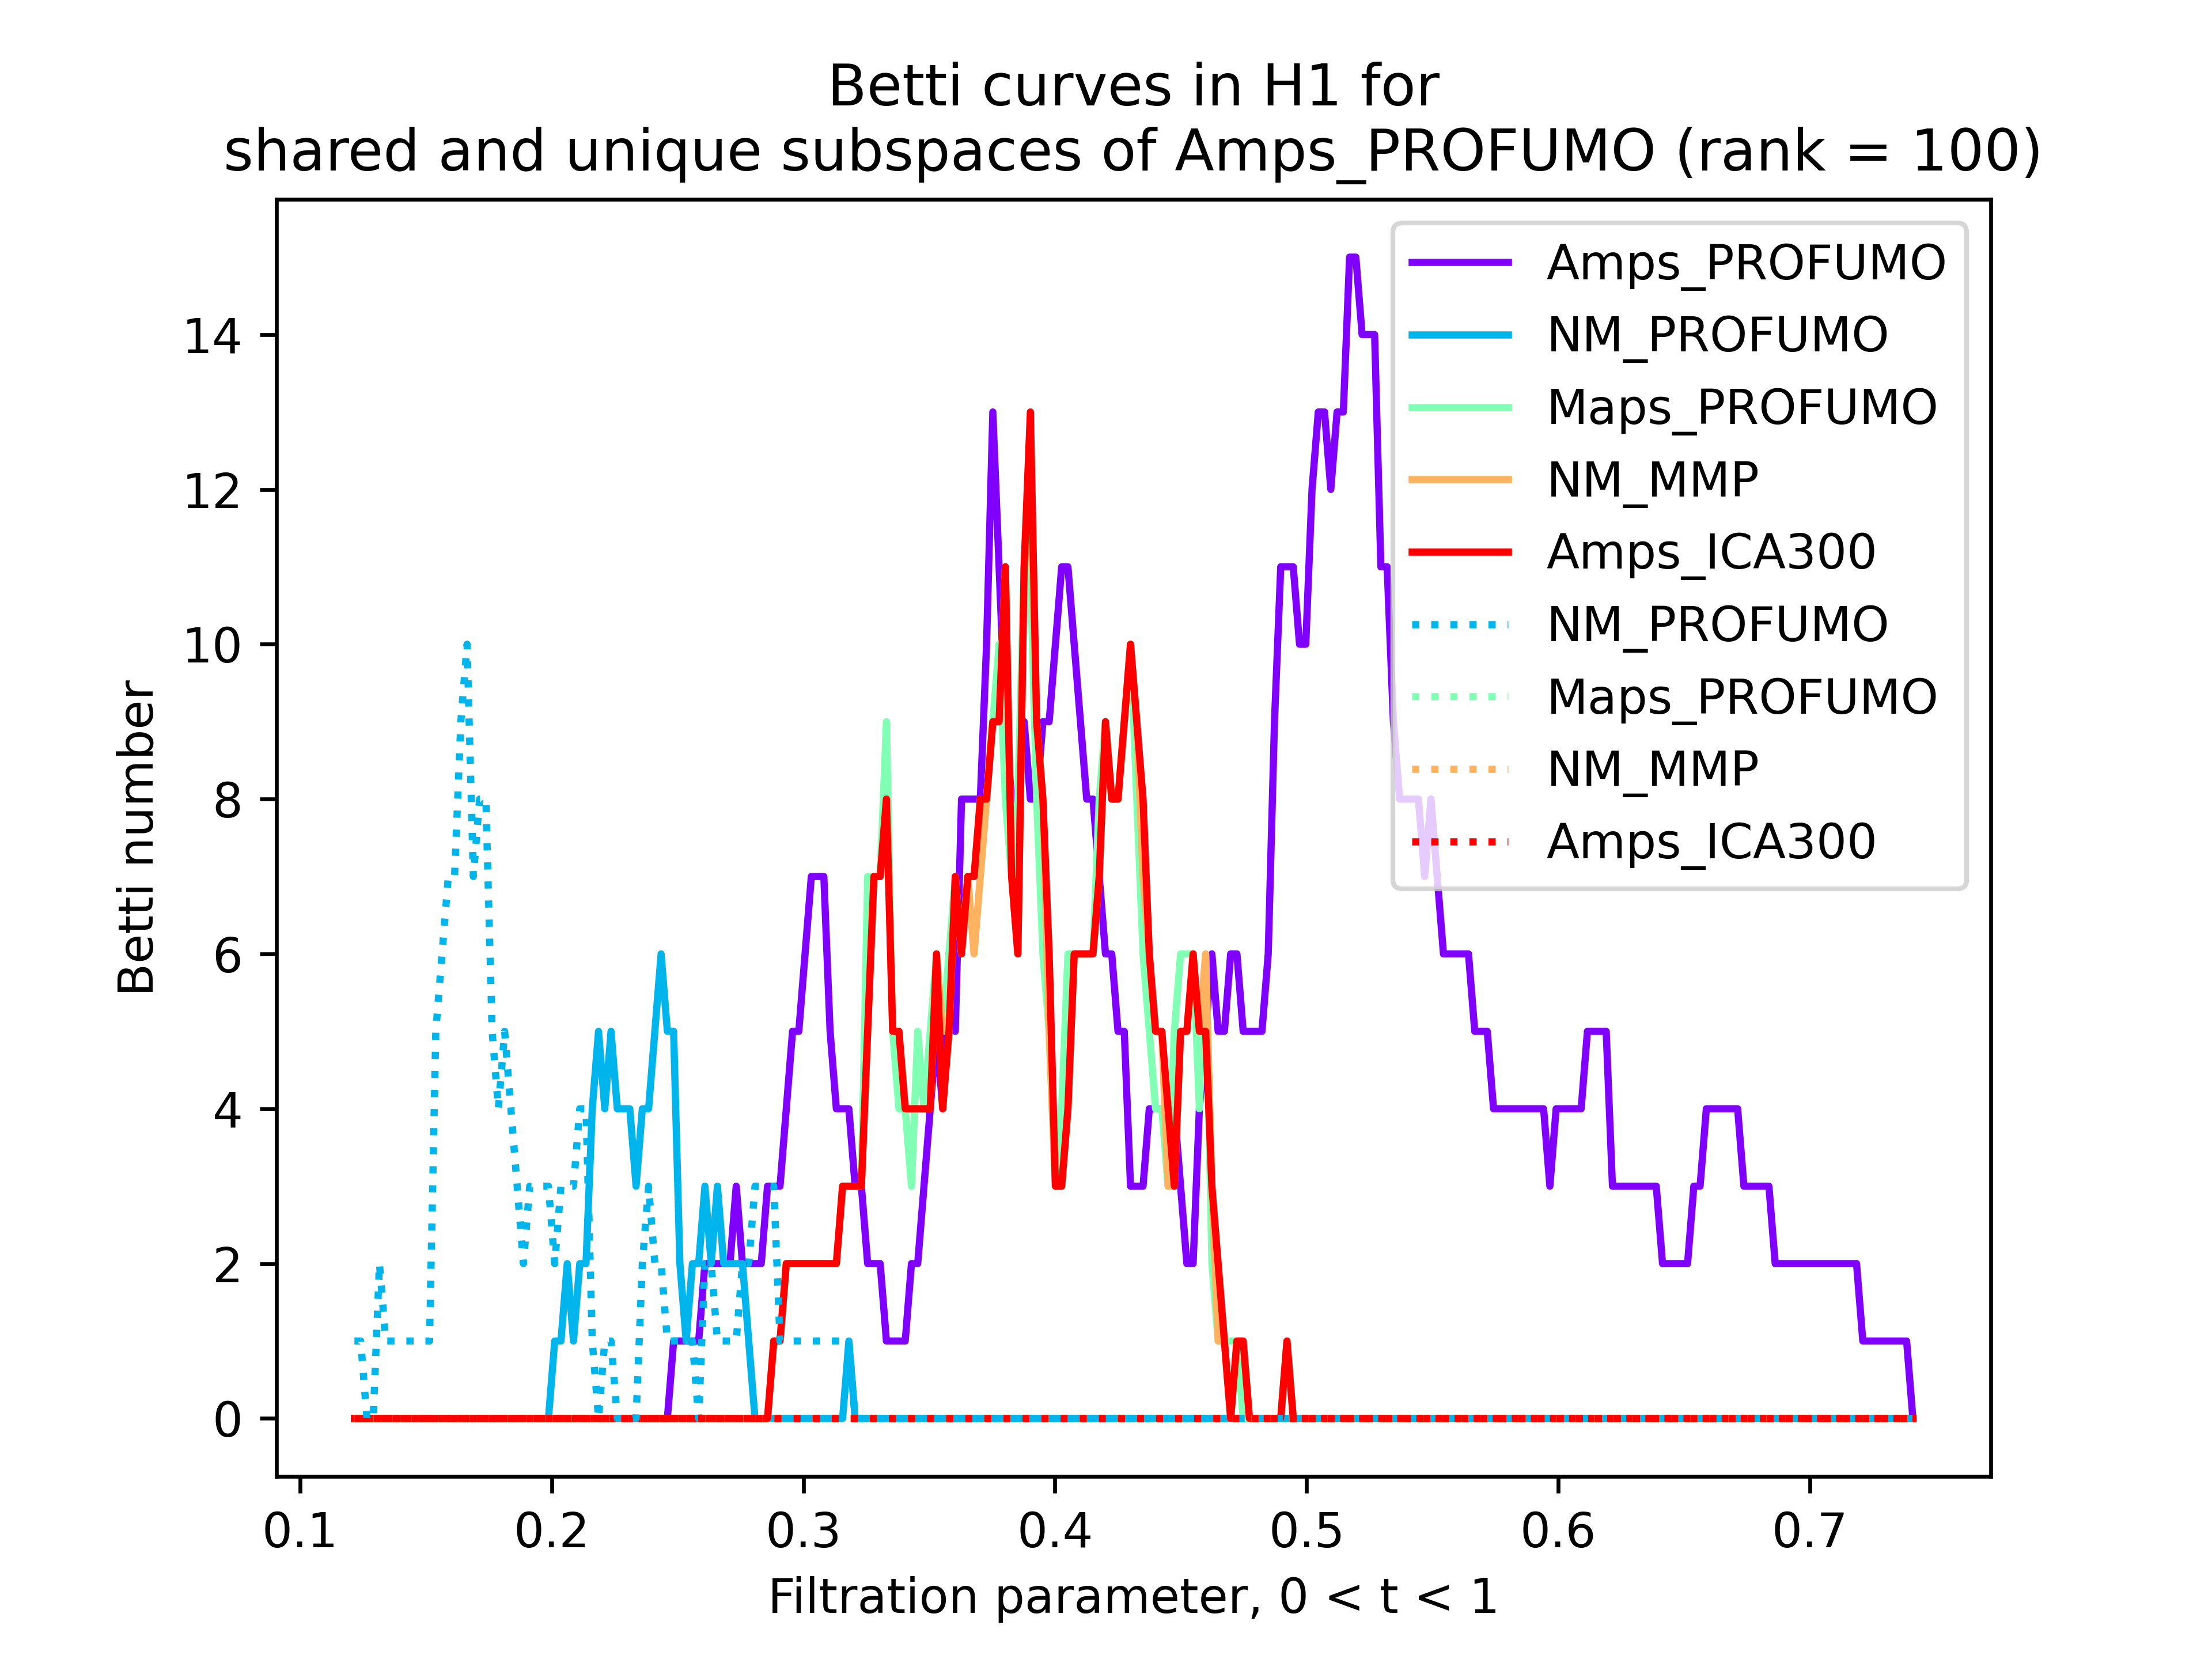 Betti curves in H1 for
shared and unique subspaces of Amps_PROFUMO (rank = 100)
Amps_PROFUMO
NM_PROFUMO
Maps_PROFUMO
NM_MMP
Amps_ICA300
NM_PROFUMO
Maps_PROFUMO
NM_MMP
Amps_ICA300
14
12
10
8
6
4
2
0
Betti number
0.1 0.2 0.3 0.4 0.5 0.6 0.7
Filtration parameter, 0 < t < 1